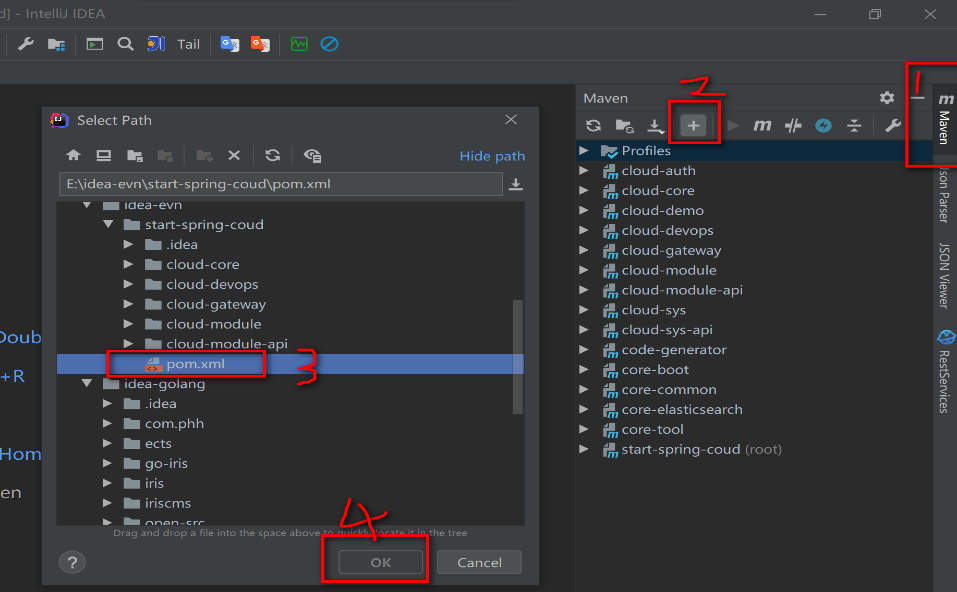 d] - IntelliJ IDEA
Tail
Select Path
Hide path
E:\idea-evn\start-spring-coud\pom.xml
idea-evn
start-spring-coud
.idea
cloud-core
cloud-devops
cloud-gateway
cloud-module
cloud-module-api
pom.xml
3
idea-golang
.idea
com.phh
ects
go-iris
iris
iriscms
open-src
Drag and drop a file into the space above to quickly locate it in the tree
4
?
OK
Cancel
Doub
+R
Hom
en
2
Maven
1
m
Profiles
cloud-auth
cloud-core
cloud-demo
cloud-devops
cloud-gateway
cloud-module
cloud-module-api
cloud-sys
cloud-sys-api
code-generator
core-boot
core-common
core-elasticsearch
core-tool
start-spring-coud (root)
m
Maven
Json Parser
JSON Viewer
RestServices